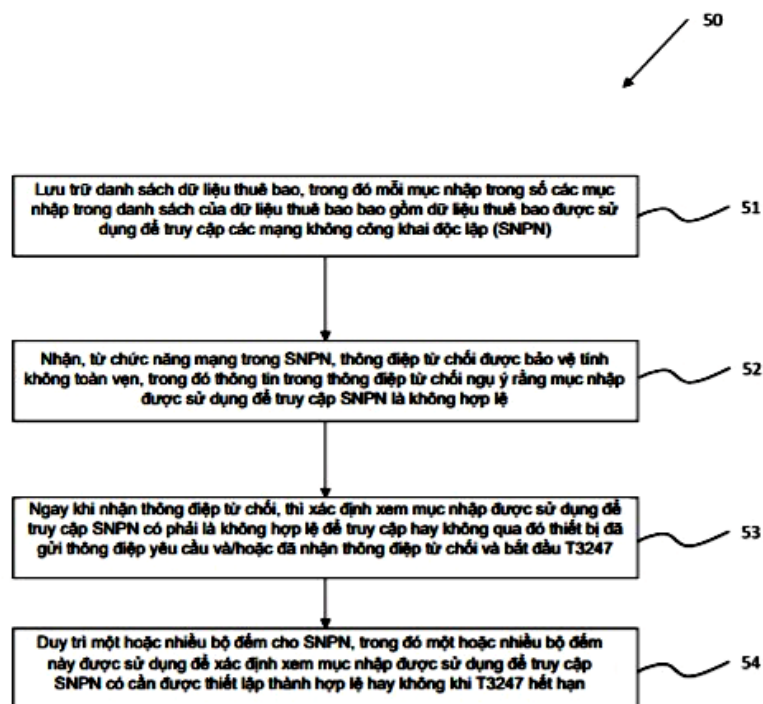 50
Lưu trữ danh sách dữ liệu thuê bao, trong đó mỗi mục nhập trong số các mục
nhập trong danh sách của dữ liệu thuê bao bao gồm dữ liệu thuê bao được sử
dụng để truy cập các mạng không công khai độc lập (SNPN)
51
Nhận, từ chức năng mạng trong SNPN, thông điệp từ chối được bảo vệ tính
không toàn vẹn, trong đó thông tin trong thông điệp từ chối ngụ ý rằng mục nhập
được sử dụng để truy cập SNPN là không hợp lệ
52
Ngay khi nhận thông điệp từ chối, thì xác định xem mục nhập được sử dụng để
truy cập SNPN có phải là không hợp lệ để truy cập hay không qua đó thiết bị đã
gửi thông điệp yêu cầu và/hoặc đã nhận thông điệp từ chối và bắt đầu T3247
53
Duy trì một hoặc nhiều bộ đếm cho SNPN, trong đó một hoặc nhiều bộ đếm
này được sử dụng để xác định xem mục nhập được sử dụng để truy cập
SNPN có cần được thiết lập thành hợp lệ hay không khi T3247 hết hạn
54